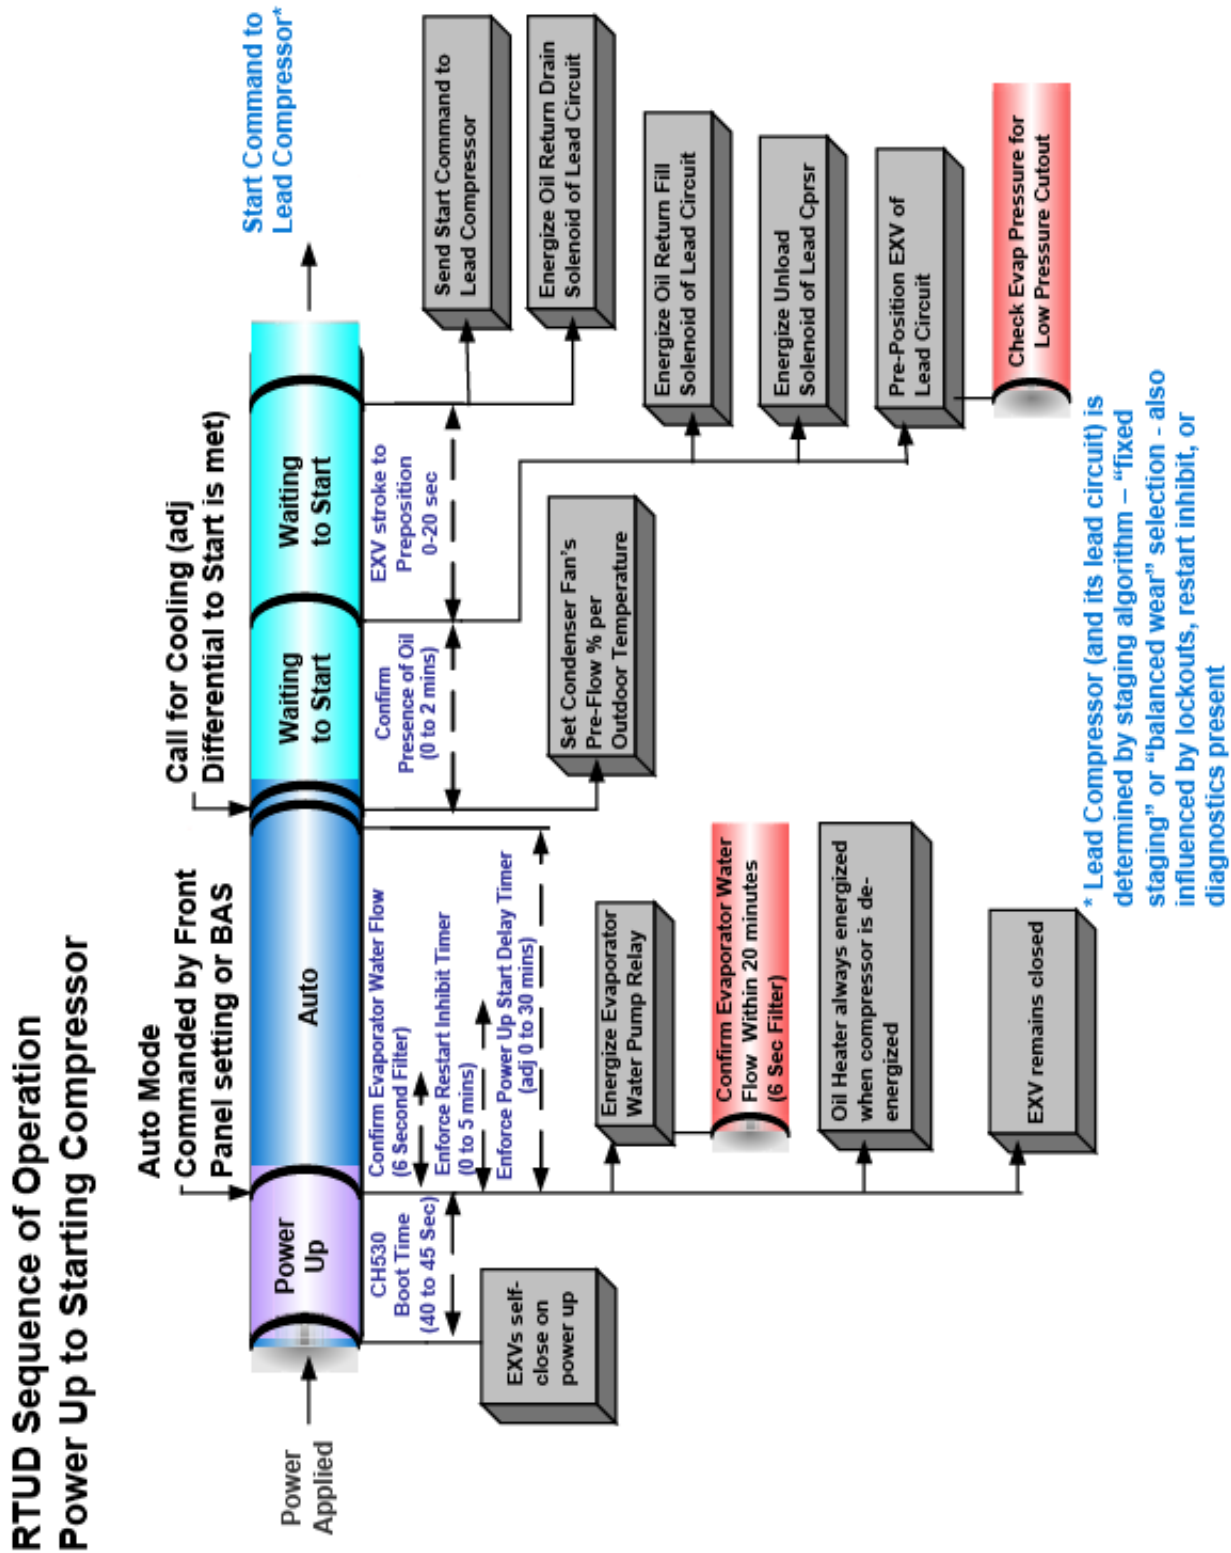 RTUD Sequence of Operation
Power Up to Starting Compressor
Auto Mode
Commanded by Front
Panel setting or BAS
Call for Cooling (adj
Differential to Start is met)
Start Command to
Lead Compressor*
Power
Applied
Power
Up
Auto
Waiting
to Start
Waiting
to Start
CH530
Boot Time
(40 to 45 Sec)
Confirm Evaporator Water Flow
(6 Second Filter)
Enforce Restart Inhibit Timer
(0 to 5 mins)
Enforce Power Up Start Delay Timer
(adj 0 to 30 mins)
Confirm
Presence of Oil
(0 to 2 mins)
EXV stroke to
Preposition
0-20 sec
EXVs self-
close on
power up
Energize Evaporator
Water Pump Relay
Confirm Evaporator Water
Flow Within 20 minutes
(6 Sec Filter)
Oil Heater always energized
when compressor is de-
energized
EXV remains closed
Set Condenser Fan's
Pre-Flow % per
Outdoor Temperature
Send Start Command to
Lead Compressor
Energize Oil Return Drain
Solenoid of Lead Circuit
Energize Oil Return Fill
Solenoid of Lead Circuit
Energize Unload
Solenoid of Lead Cprsr
Pre-Position EXV of
Lead Circuit
Check Evap Pressure for
Low Pressure Cutout
* Lead Compressor (and its lead circuit) is
determined by staging algorithm – “fixed
staging” or “balanced wear” selection - also
influenced by lockouts, restart inhibit, or
diagnostics present